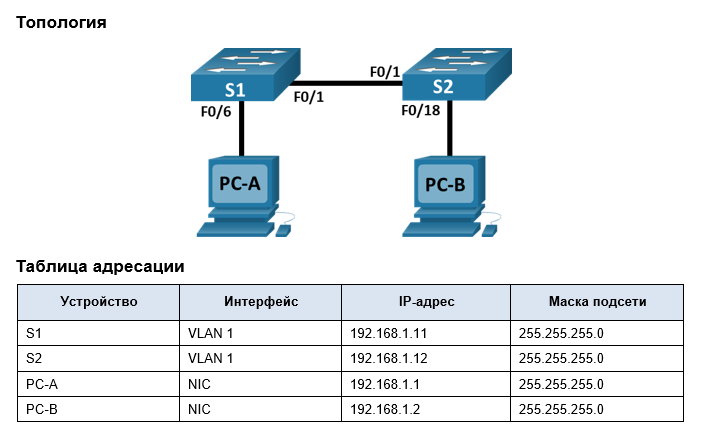 Топология
F0/1
S1
S2
F0/1
F0/6
F0/18
PC-A
PC-B
Таблица адресации
Устройство Интерфейс IP-адрес Маска подсети
S1 VLAN 1 192.168.1.11 255.255.255.0
S2 VLAN 1 192.168.1.12 255.255.255.0
PC-A NIC 192.168.1.1 255.255.255.0
PC-B NIC 192.168.1.2 255.255.255.0